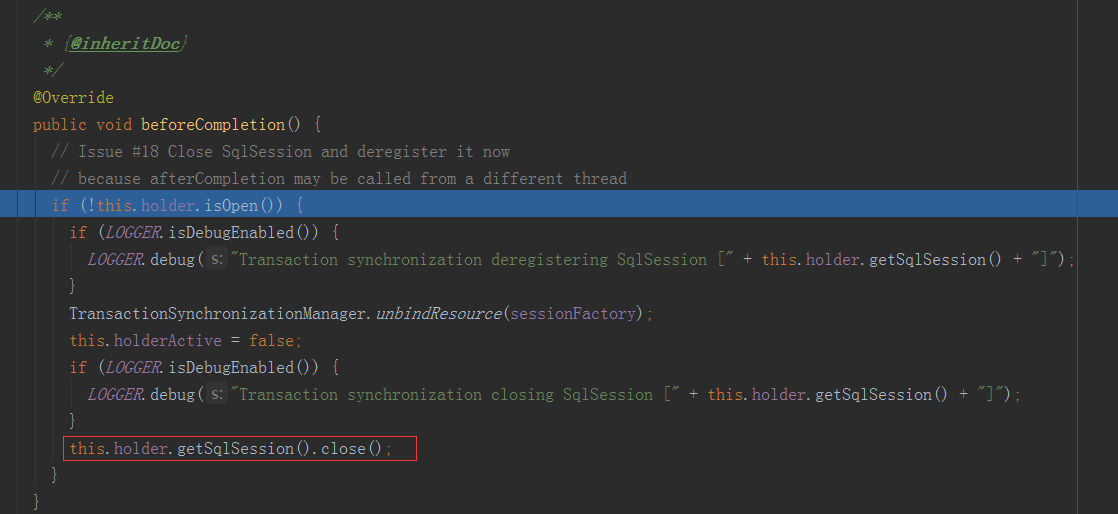 /**
 * {@inheritDoc}
 */
@Override
public void beforeCompletion() {
  // Issue #18 Close SqlSession and deregister it now
  // because afterCompletion may be called from a different thread
  if (!this.holder.isOpen()) {
    if (LOGGER.isDebugEnabled()) {
      LOGGER.debug( s: "Transaction synchronization deregistering SqlSession [" + this.holder.getSqlSession() + "]");
    }
    TransactionSynchronizationManager.unbindResource(sessionFactory);
    this.holderActive = false;
    if (LOGGER.isDebugEnabled()) {
      LOGGER.debug( s: "Transaction synchronization closing SqlSession [" + this.holder.getSqlSession() + "]");
    }
    this.holder.getSqlSession().close();
  }
}